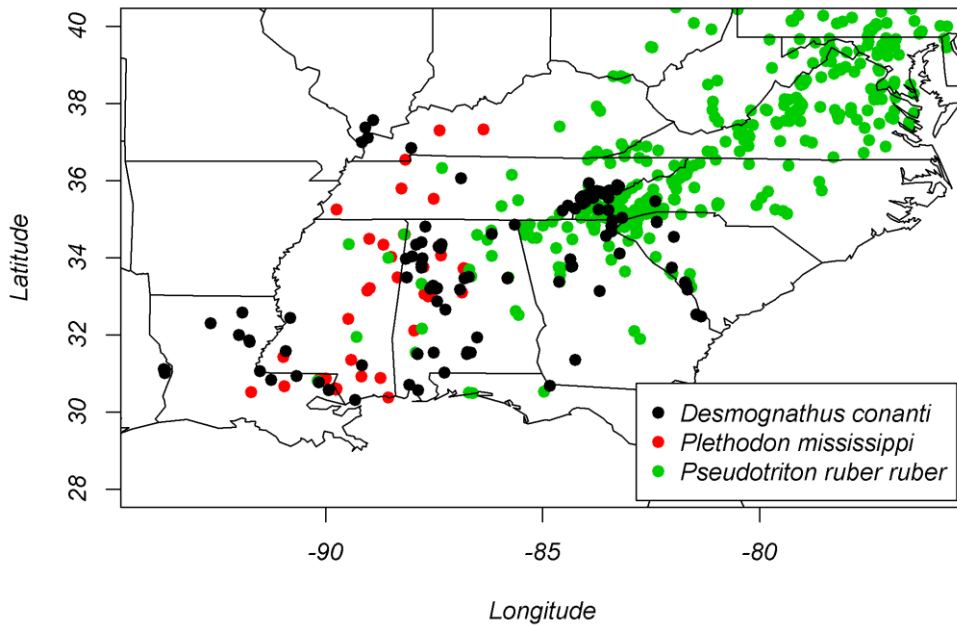 40
38
36
34
32
30
28
Latitude
-90
-85
-80
Longitude
Desmognathus conanti
Plethodon mississippi
Pseudotriton ruber ruber